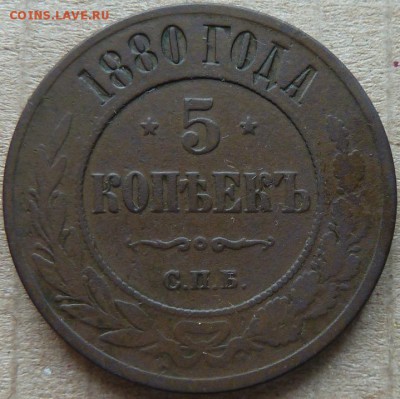 COINS.LAVE.RU
1880 ГОДА
5
КОПѢЕКЪ
С.П.Б.